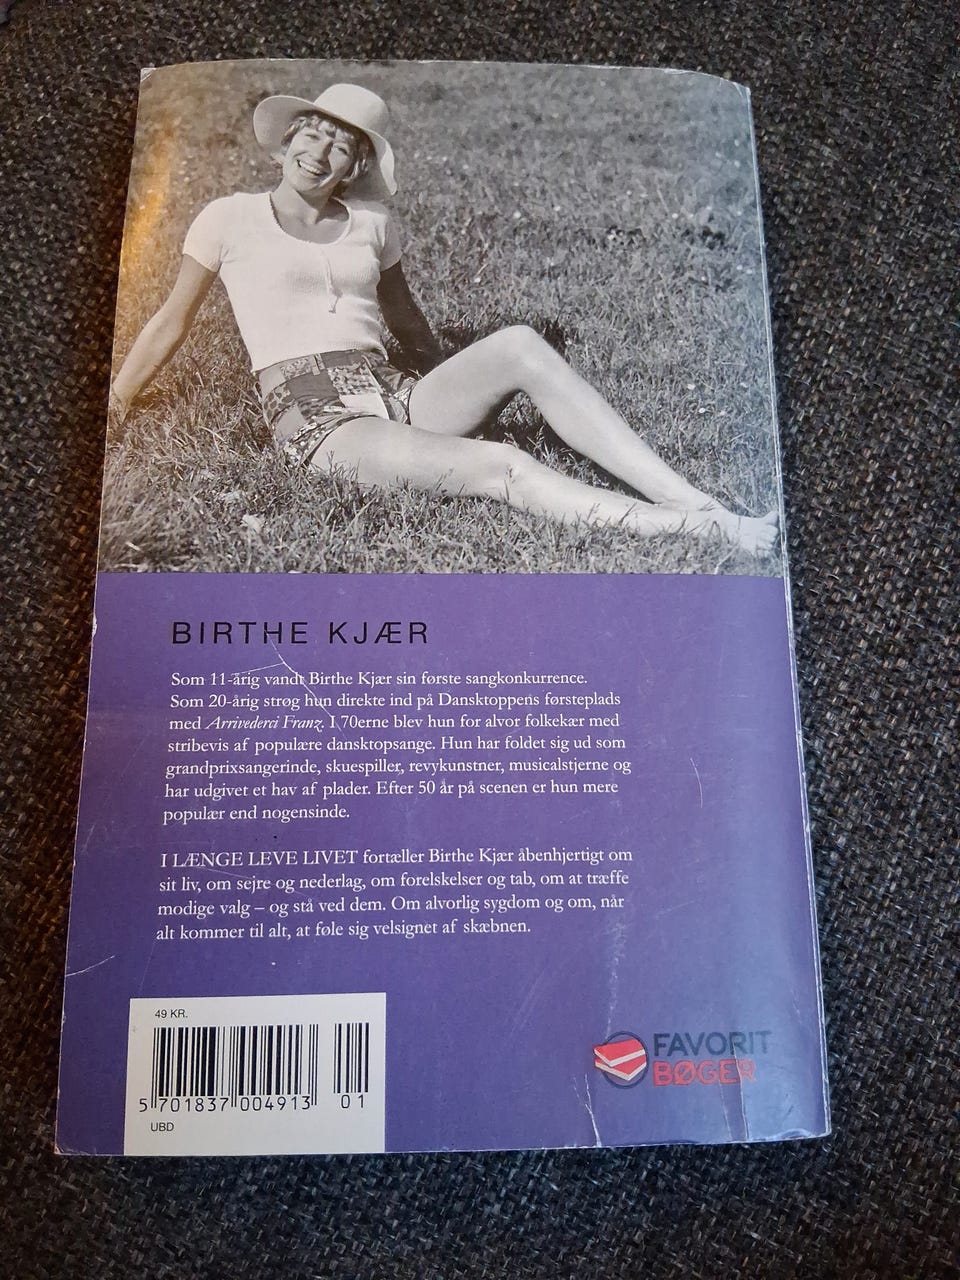 BIRTHE KJÆR
Som 11-årig vandt Birthe Kjær sin første sangkonkurrence.
Som 20-årig strøg hun direkte ind på Dansktoppens førsteplads
med Arrivederci Franz. I 70erne blev hun for alvor folkekær med
stribevis af populære dansktopsange. Hun har foldet sig ud som
grandprixsangerinde, skuespiller, revykunstner, musicalstjerne og
har udgivet et hav af plader. Efter 50 år på scenen er hun mere
populær end nogensinde.
I LÆNGE LEVE LIVET fortæller Birthe Kjær åbenhjertigt om
sit liv, om sejre og nederlag, om forelskelser og tab, om at træffe
modige valg – og stå ved dem. Om alvorlig sygdom og om, når
alt kommer til alt, at føle sig velsignet af skæbnen.
49 KR.
5 701837 004913 01
UBD
FAVORIT
BØGER